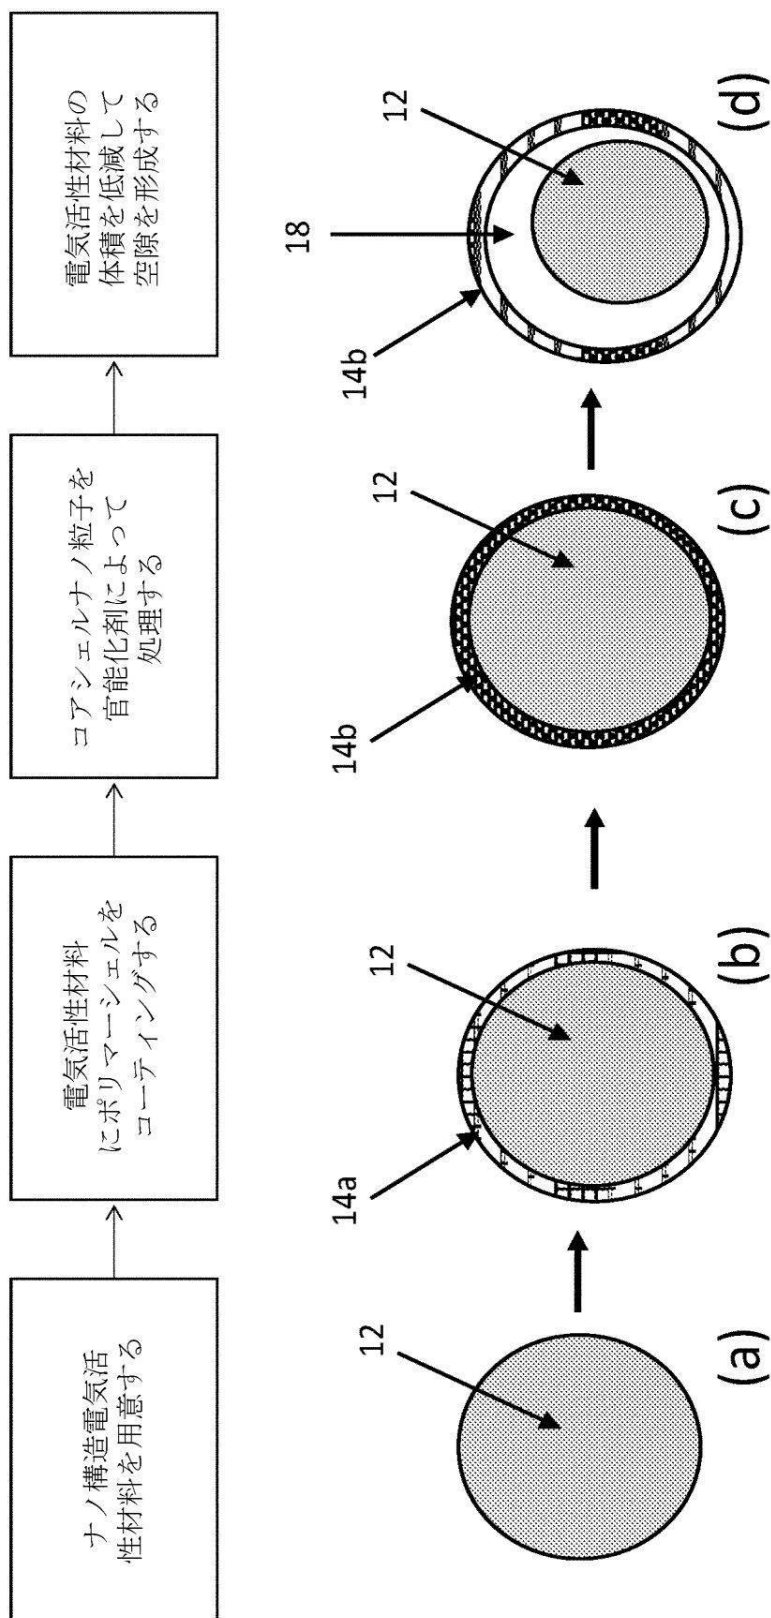 ナノ構造電気活
性材料を用意する
電気活性材料
にポリマーシェルを
コーティングする
コアシェルナノ粒子を
官能化剤によって
処理する
電気活性材料の
体積を低減して
空隙を形成する
12
(a)
14a
12
(b)
14b
12
(c)
14b
18
12
(d)